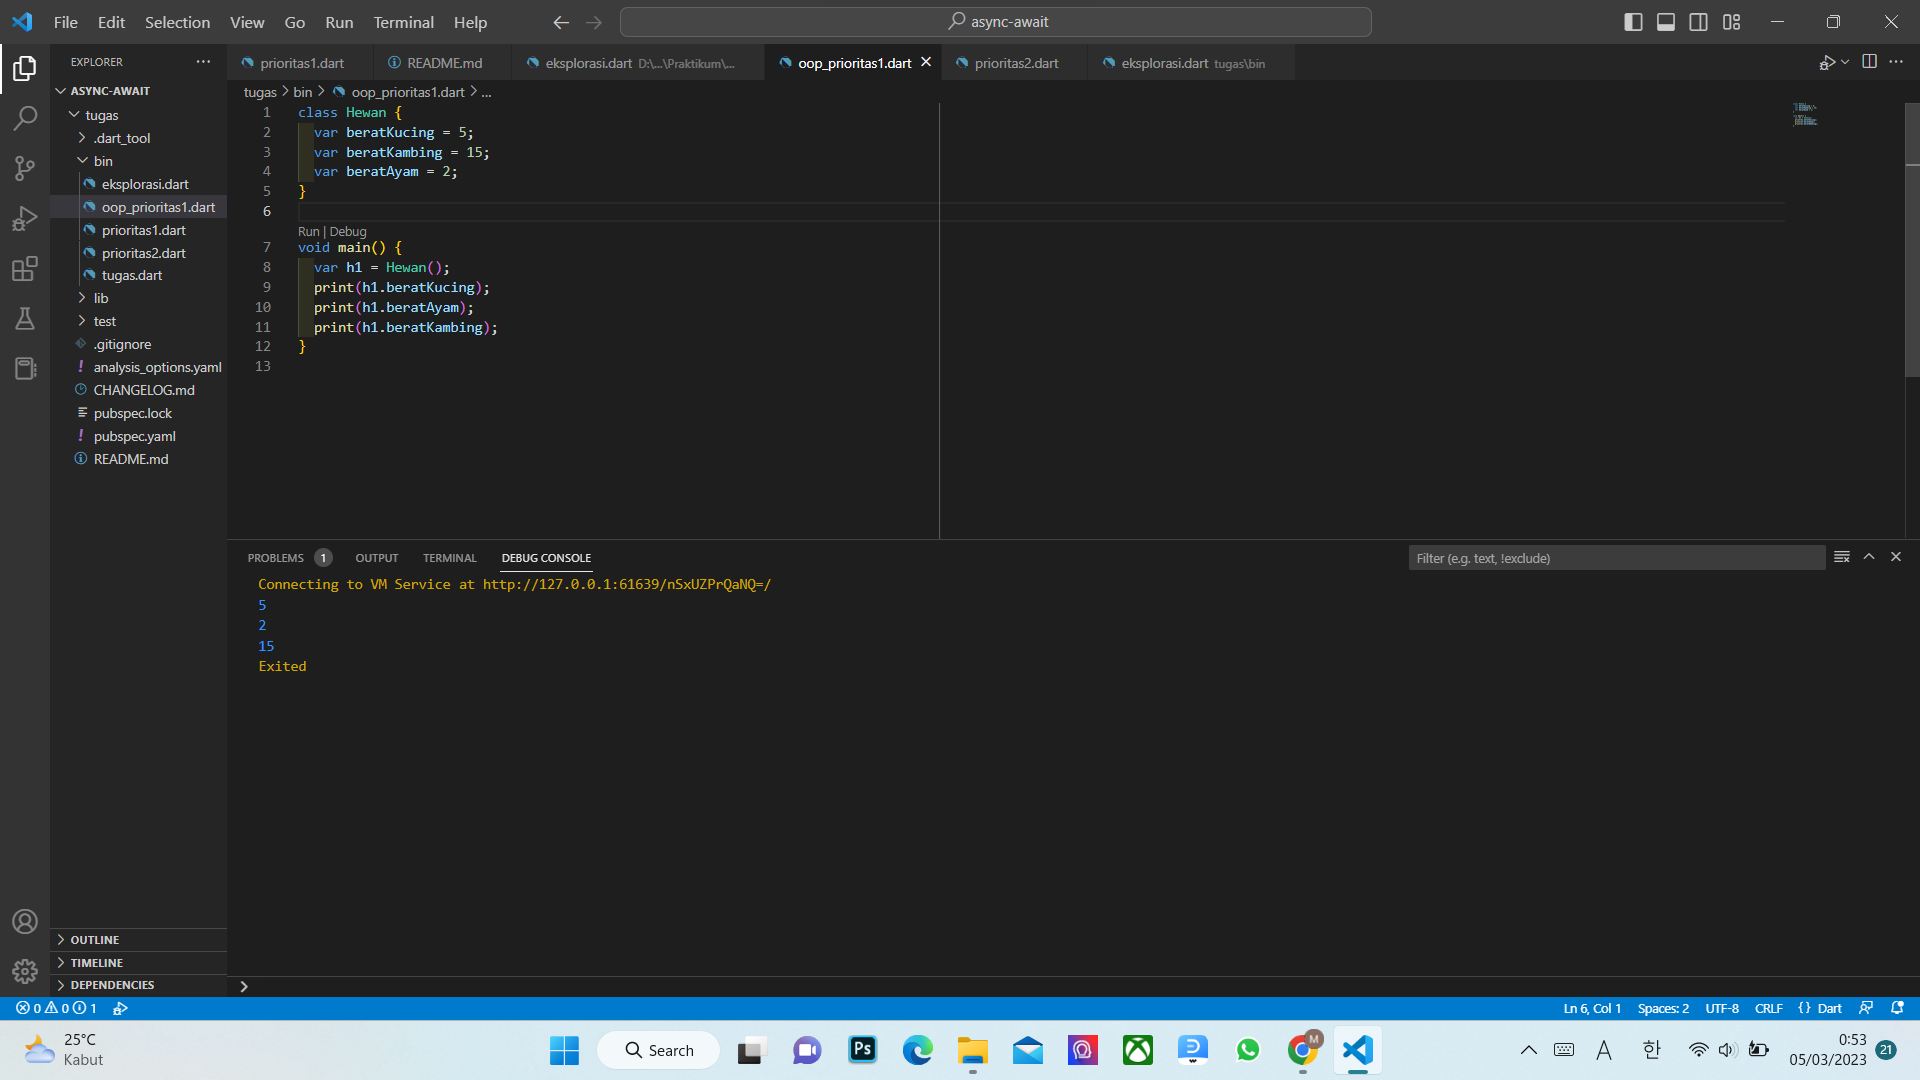 File Edit Selection View Go Run Terminal Help
async-await
EXPLORER
ASYNC-AWAIT
tugas
.dart_tool
bin
eksplorasi.dart
oop_prioritas1.dart
prioritas1.dart
prioritas2.dart
tugas.dart
lib
test
.gitignore
! analysis_options.yaml
CHANGELOG.md
pubspec.lock
! pubspec.yaml
README.md
OUTLINE
TIMELINE
DEPENDENCIES
prioritas1.dart README.md eksplorasi.dart D:\...\Praktikum\... oop_prioritas1.dart prioritas2.dart eksplorasi.dart tugas\bin
tugas > bin > oop_prioritas1.dart > ...
1 class Hewan {
2 var beratKucing = 5;
3 var beratKambing = 15;
4 var beratAyam = 2;
5 }
6
Run | Debug
7 void main() {
8 var h1 = Hewan();
9 print(h1.beratKucing);
10 print(h1.beratAyam);
11 print(h1.beratKambing);
12 }
13
PROBLEMS 1 OUTPUT TERMINAL DEBUG CONSOLE
Filter (e.g. text, !exclude)
Connecting to VM Service at http://127.0.0.1:61639/nSxUZPrQaNQ=/
5
2
15
Exited
0 0 1
Ln 6, Col 1 Spaces: 2 UTF-8 CRLF {} Dart
25°C
Kabut
Search
Ps
M
A
한
0:53
05/03/2023
21